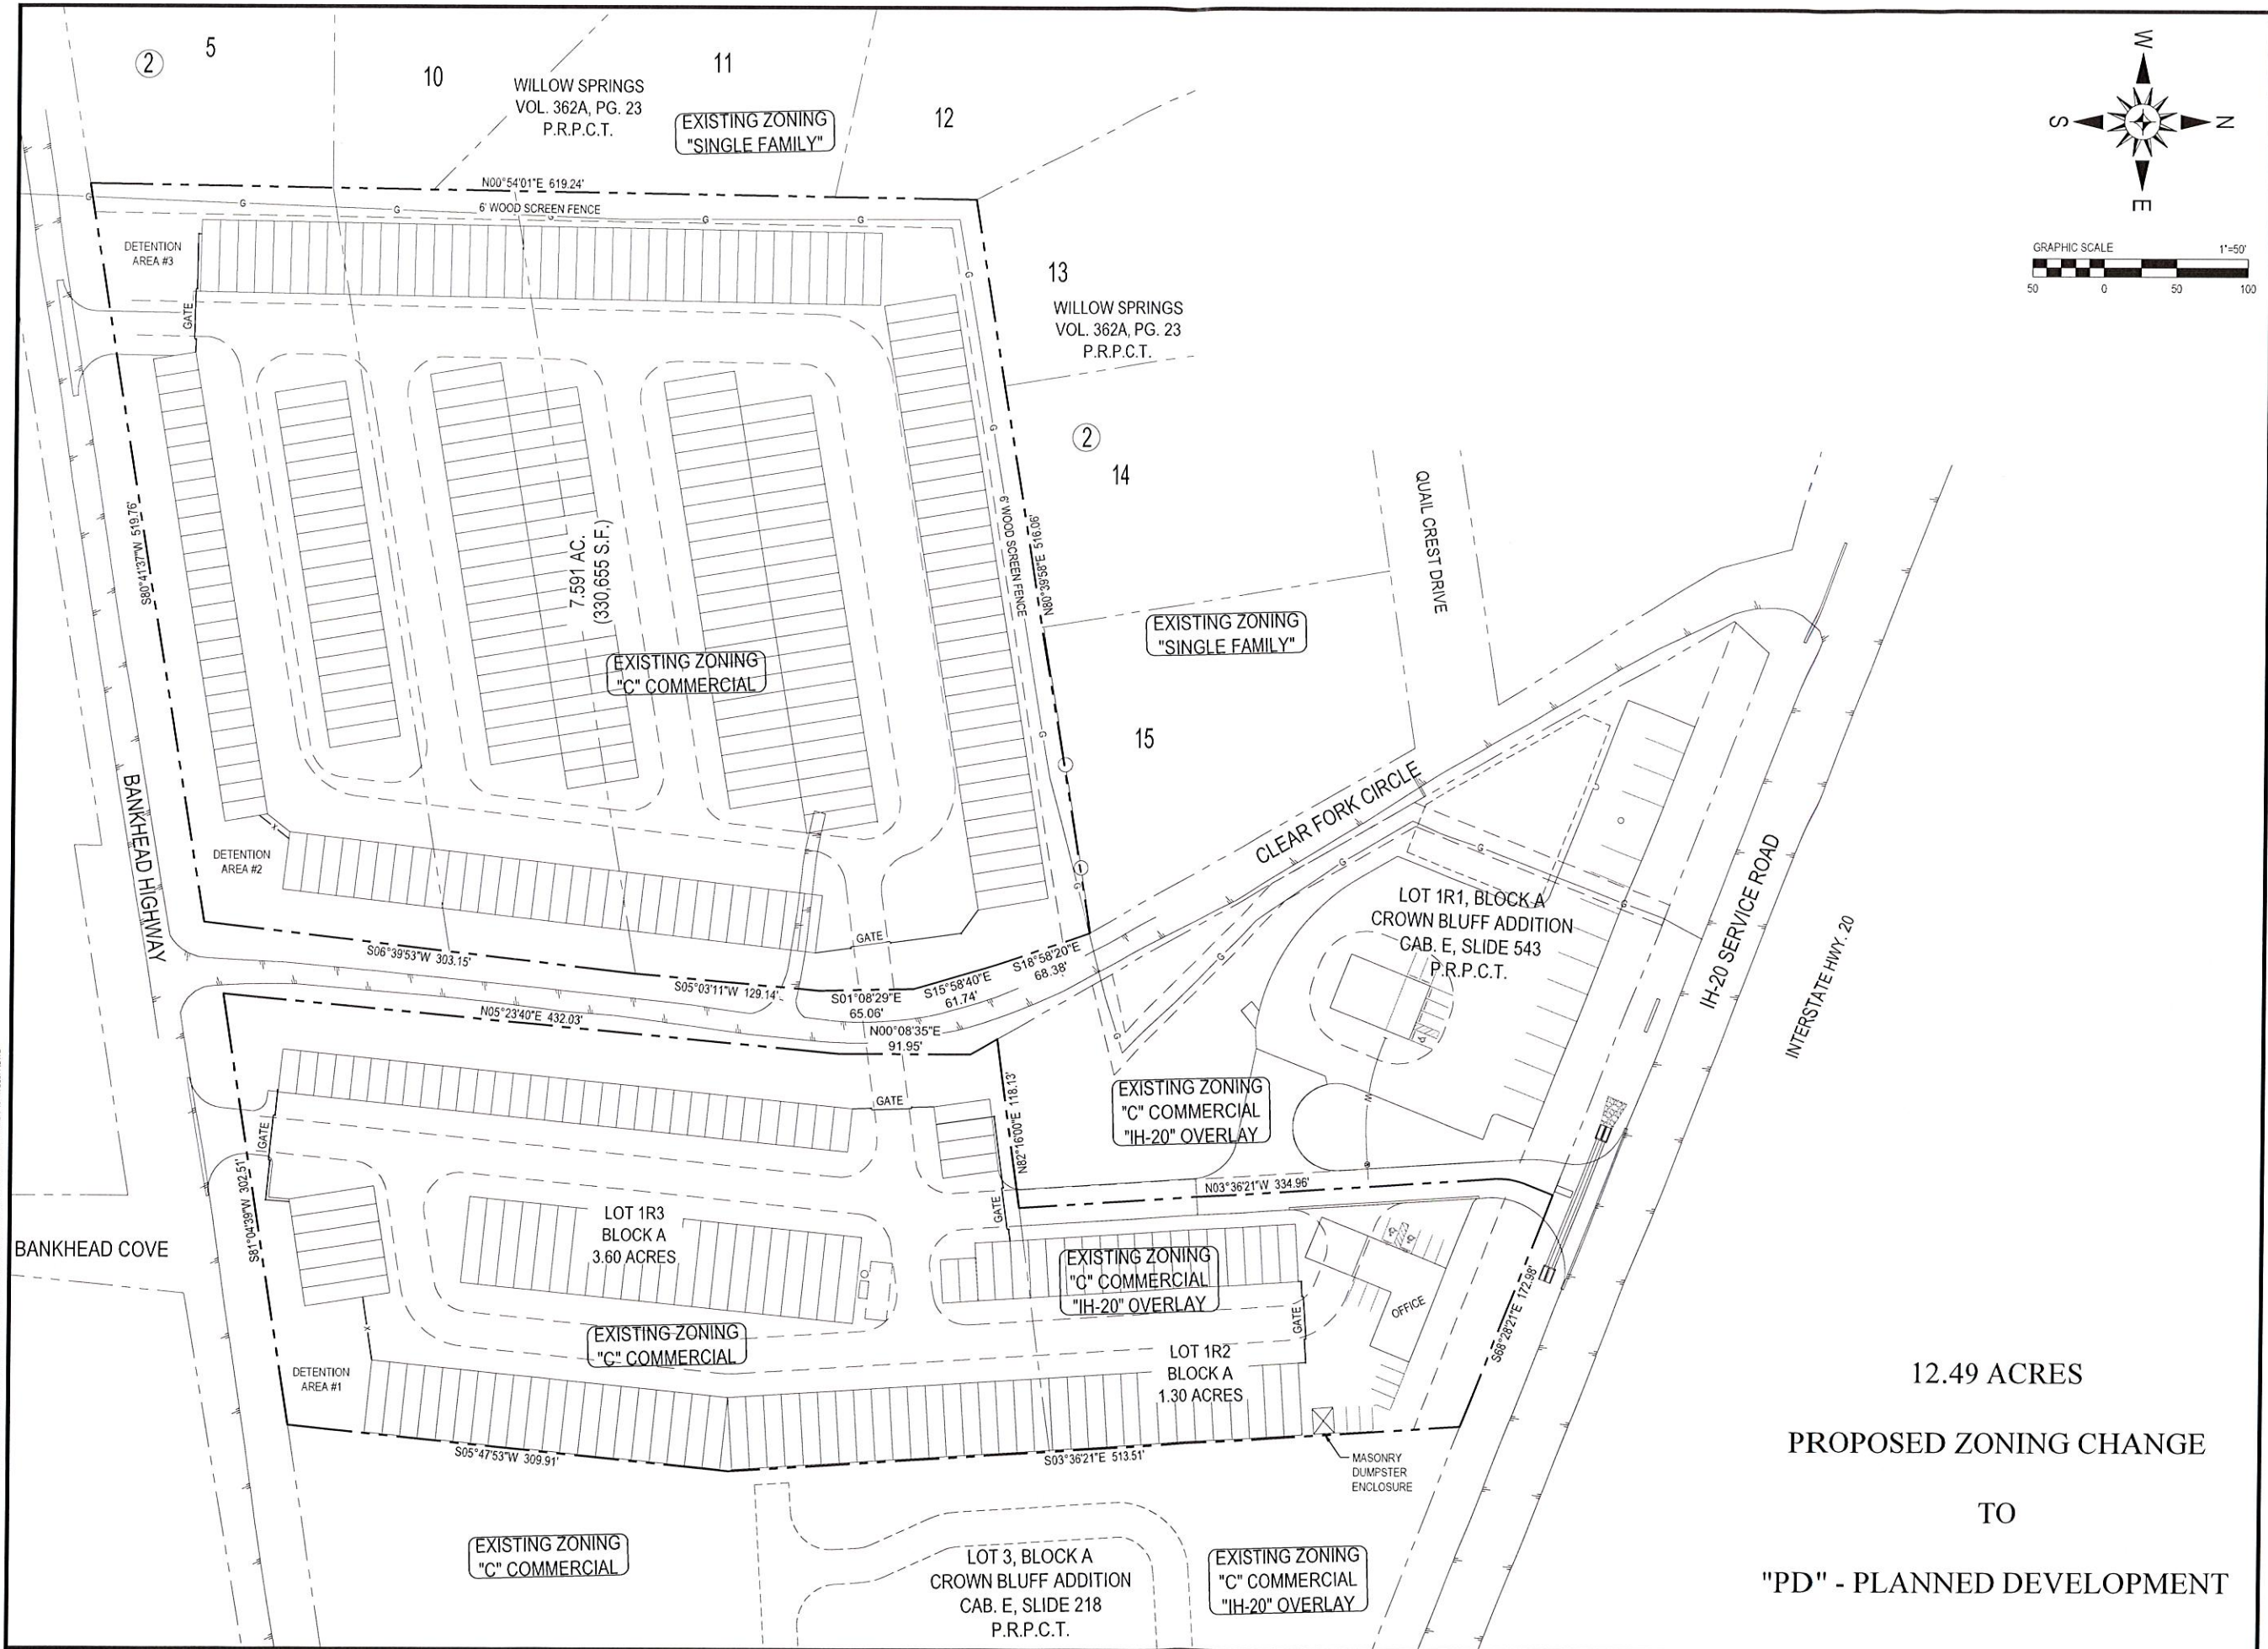 2
5
10
11
12
WILLOW SPRINGS
VOL. 362A, PG. 23
P.R.P.C.T.
EXISTING ZONING
"SINGLE FAMILY"
W
S
N
E
GRAPHIC SCALE 1"=50'
50 0 50 100
N00°54'01"E 619.24'
6' WOOD SCREEN FENCE
G G G G G G
DETENTION
AREA #3
GATE
13
WILLOW SPRINGS
VOL. 362A, PG. 23
P.R.P.C.T.
2
14
QUAIL CREST DRIVE
S80°41'37"W 519.76'
7.591 AC.
(330,655 S.F.)
6' WOOD SCREEN FENCE
N80°39'58"E 516.06'
EXISTING ZONING
"SINGLE FAMILY"
EXISTING ZONING
"C" COMMERCIAL
15
BANKHEAD HIGHWAY
CLEAR FORK CIRCLE
DETENTION
AREA #2
LOT 1R1, BLOCK A
CROWN BLUFF ADDITION
CAB. E, SLIDE 543
P.R.P.C.T.
IH-20 SERVICE ROAD
INTERSTATE HWY. 20
GATE
S06°39'53"W 303.15'
S05°03'11"W 129.14'
S01°08'29"E
65.06'
S15°58'40"E
61.74'
S18°58'20"E
68.38'
N05°23'40"E 432.03'
N00°08'35"E
91.95'
GATE
N82°16'00"E 118.13'
EXISTING ZONING
"C" COMMERCIAL
"IH-20" OVERLAY
GATE
S81°04'39"W 302.51'
N03°36'21"W 334.96'
GATE
BANKHEAD COVE
LOT 1R3
BLOCK A
3.60 ACRES
EXISTING ZONING
"C" COMMERCIAL
"IH-20" OVERLAY
GATE
OFFICE
S68°28'21"E 172.98'
EXISTING ZONING
"C" COMMERCIAL
LOT 1R2
BLOCK A
1.30 ACRES
DETENTION
AREA #1
S05°47'53"W 309.91'
S03°36'21"E 513.51'
MASONRY
DUMPSTER
ENCLOSURE
EXISTING ZONING
"C" COMMERCIAL
LOT 3, BLOCK A
CROWN BLUFF ADDITION
CAB. E, SLIDE 218
P.R.P.C.T.
EXISTING ZONING
"C" COMMERCIAL
"IH-20" OVERLAY
12.49 ACRES
PROPOSED ZONING CHANGE
TO
"PD" - PLANNED DEVELOPMENT